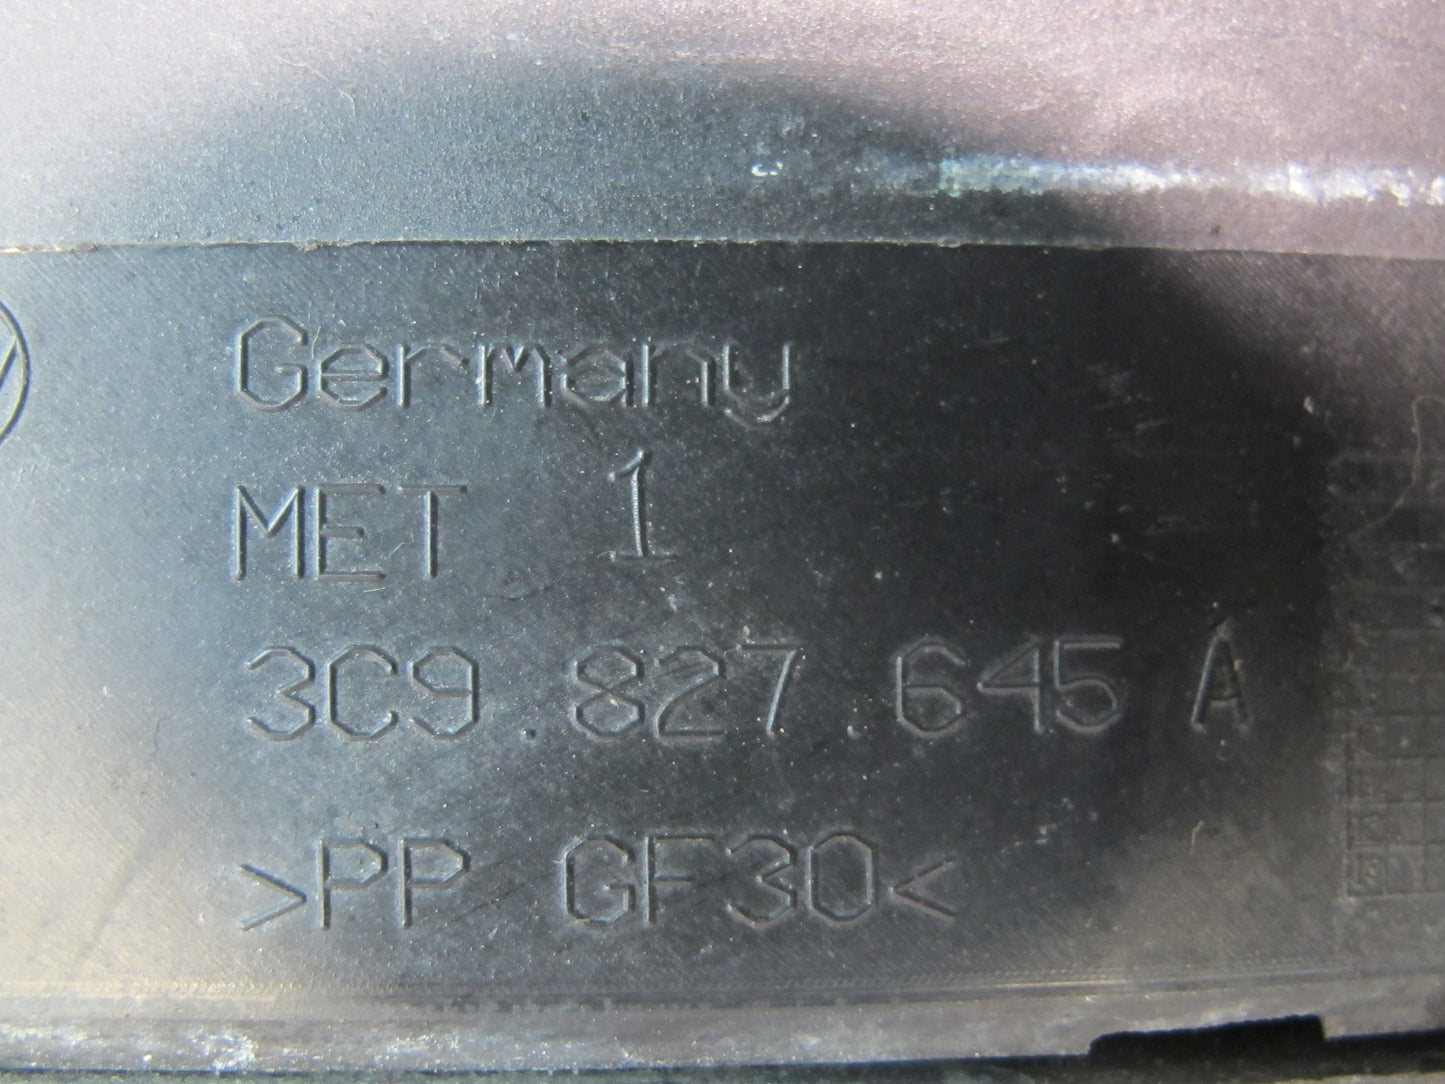 Germany
MET 1
3C9.827.645 A
>PP GF30<